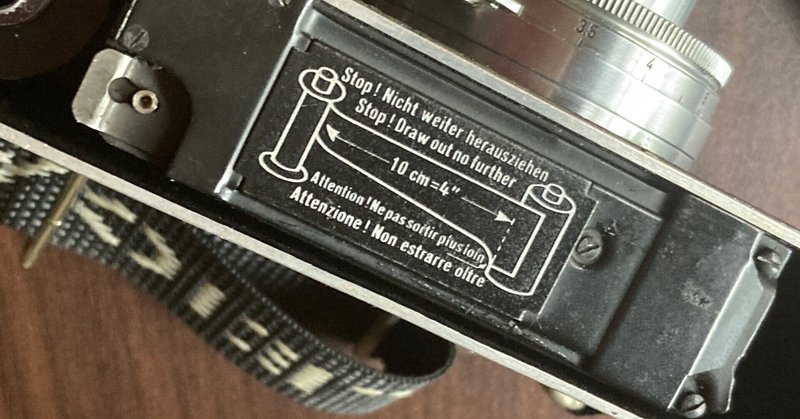 Stop! Nicht weiter herausziehen
Stop! Draw out no further
10 cm=4"
Attention! Ne pas sortir plus loin
Attenzione! Non estrarre oltre
3,5
4